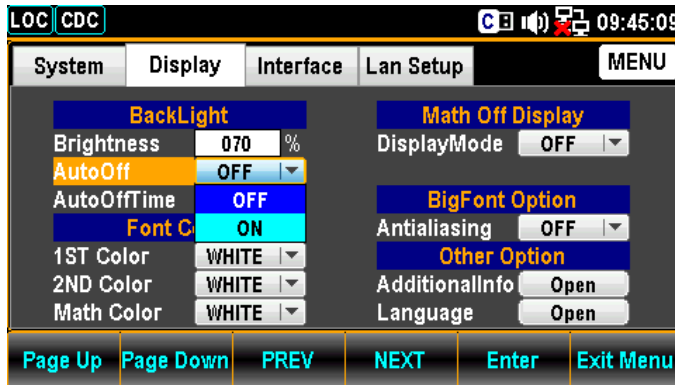 LOC CDC C 09:45:09
System Display Interface Lan Setup MENU
BackLight
Brightness 070 %
AutoOff OFF
AutoOffTime OFF
ON
1ST Color WHITE
2ND Color WHITE
Math Color WHITE
Math Off Display
DisplayMode OFF
BigFont Option
Antialiasing OFF
Other Option
AdditionalInfo Open
Language Open
Page Up Page Down PREV NEXT Enter Exit Menu